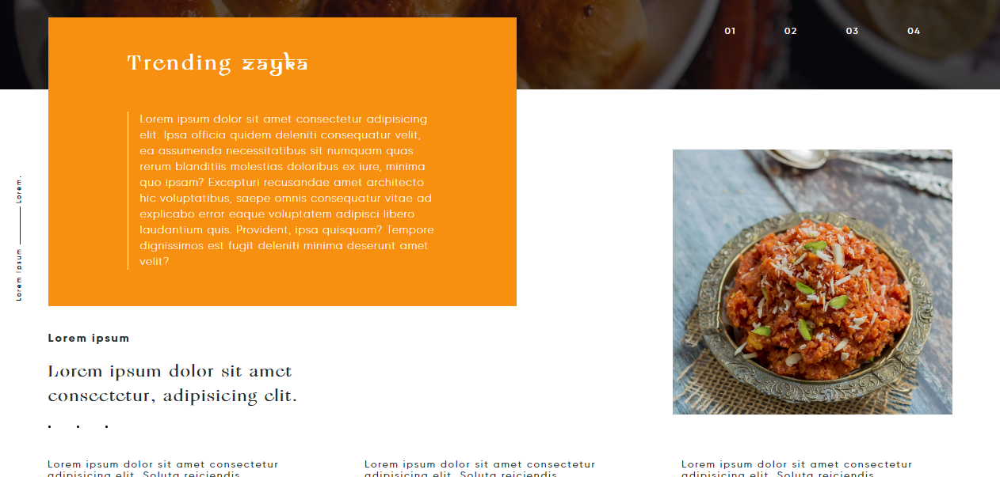 01 02 03 04
Trending zayka
Lorem ipsum dolor sit amet consectetur adipisicing
elit. Ipsa officia quidem deleniti consequatur velit,
ea assumenda necessitatibus sit numquam quas
rerum blanditiis molestias doloribus ex iure, minima
quo ipsam? Excepturi recusandae amet architecto
hic voluptatibus, saepe omnis consequatur vitae ad
explicabo error eaque voluptatem adipisci libero
laudantium quis. Provident, ipsa quisquam? Tempore
dignissimos est fugit deleniti minima deserunt amet
velit?
Lorem Ipsum
Lorem.
Lorem ipsum
Lorem ipsum dolor sit amet
consectetur, adipisicing elit.
Lorem ipsum dolor sit amet consectetur
adipisicing elit. Soluta reiciendis
Lorem ipsum dolor sit amet consectetur
adipisicing elit. Soluta reiciendis
Lorem ipsum dolor sit amet consectetur
adipisicing elit. Soluta reiciendis